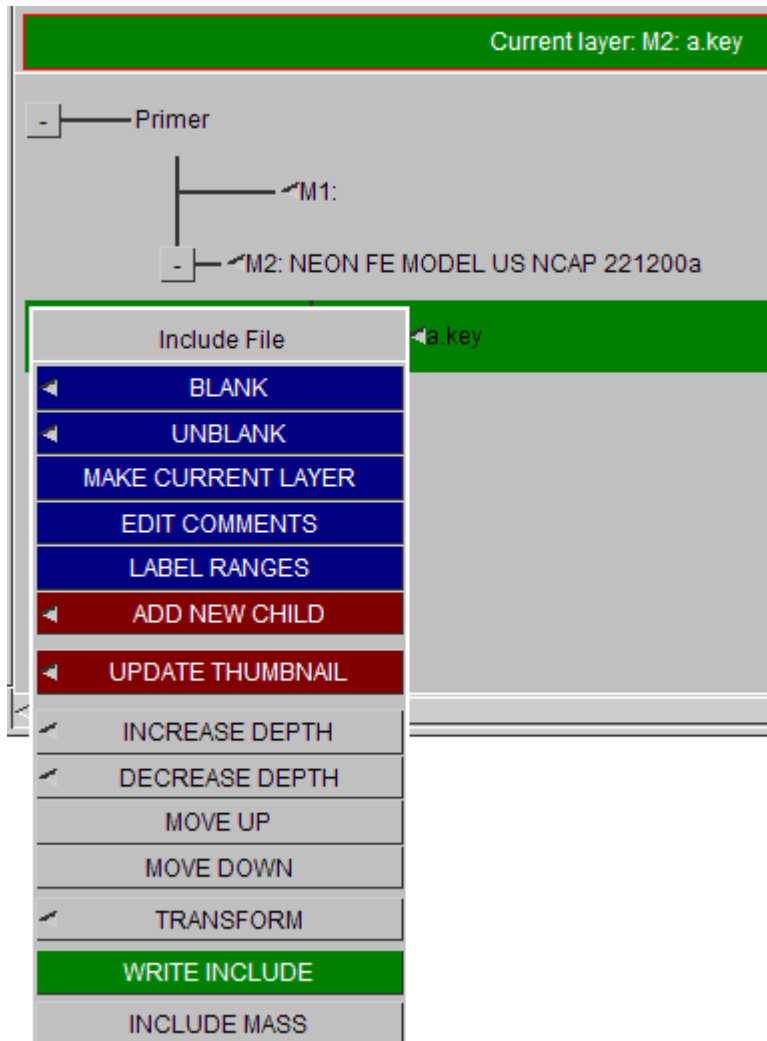 Current layer: M2: a.key
- Primer
M1:
- M2: NEON FE MODEL US NCAP 221200a
a.key
Include File
BLANK
UNBLANK
MAKE CURRENT LAYER
EDIT COMMENTS
LABEL RANGES
ADD NEW CHILD
UPDATE THUMBNAIL
INCREASE DEPTH
DECREASE DEPTH
MOVE UP
MOVE DOWN
TRANSFORM
WRITE INCLUDE
INCLUDE MASS